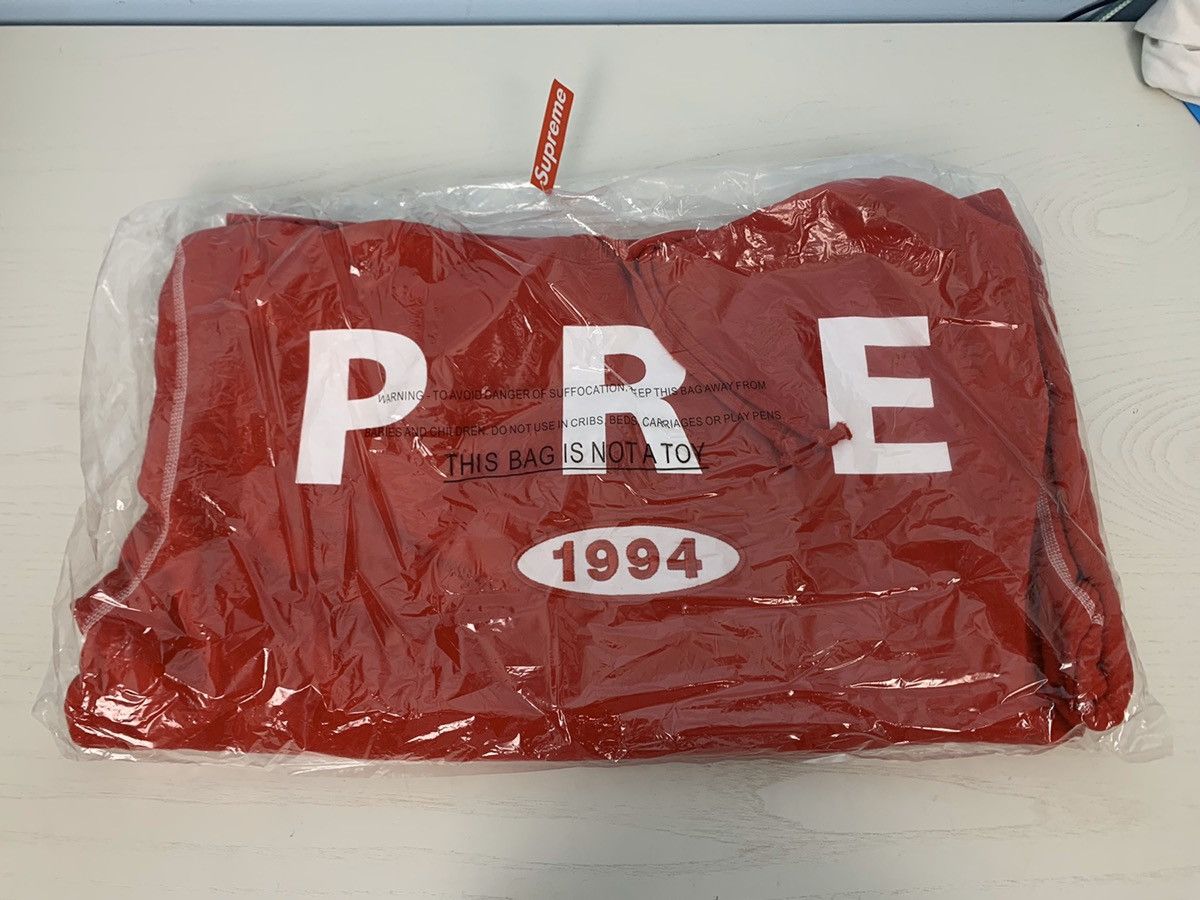 Supreme
P R E
WARNING - TO AVOID DANGER OF SUFFOCATION. KEEP THIS BAG AWAY FROM
BABIES AND CHILDREN. DO NOT USE IN CRIBS, BEDS, CARRIAGES OR PLAY PENS
THIS BAG IS NOT A TOY
1994